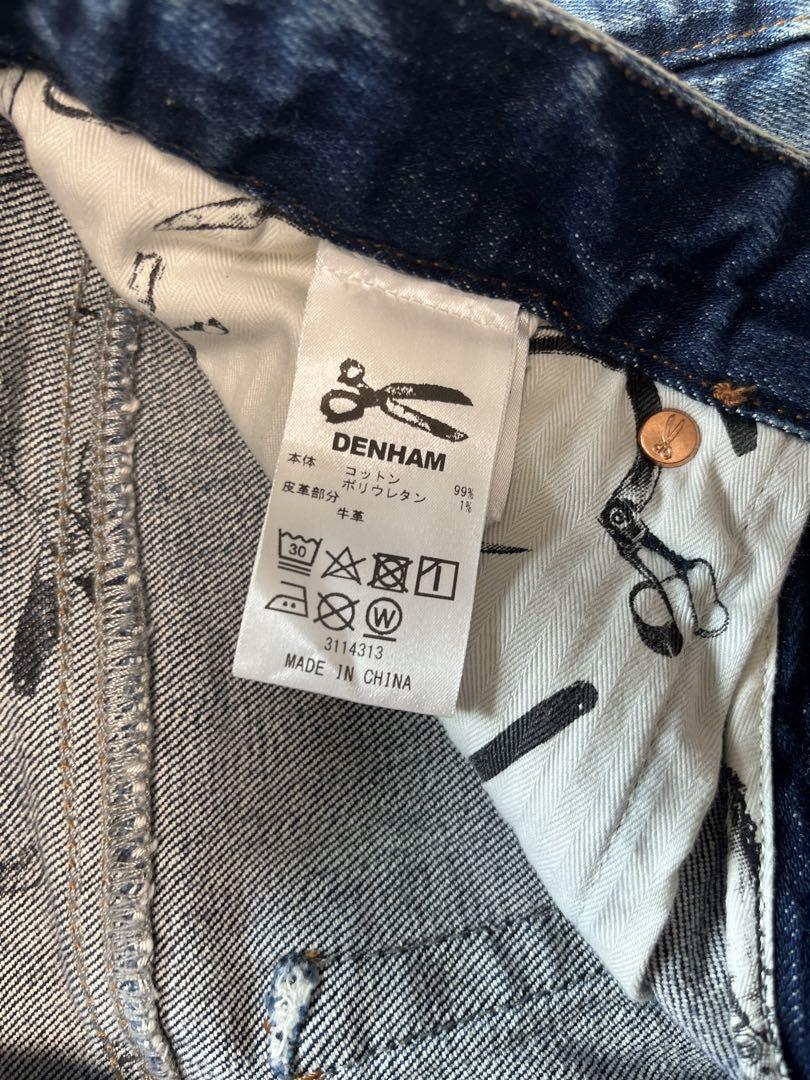 DENHAM
本体 コットン 99%
ポリウレタン 1%
皮革部分
牛革
30
W
3114313
MADE IN CHINA